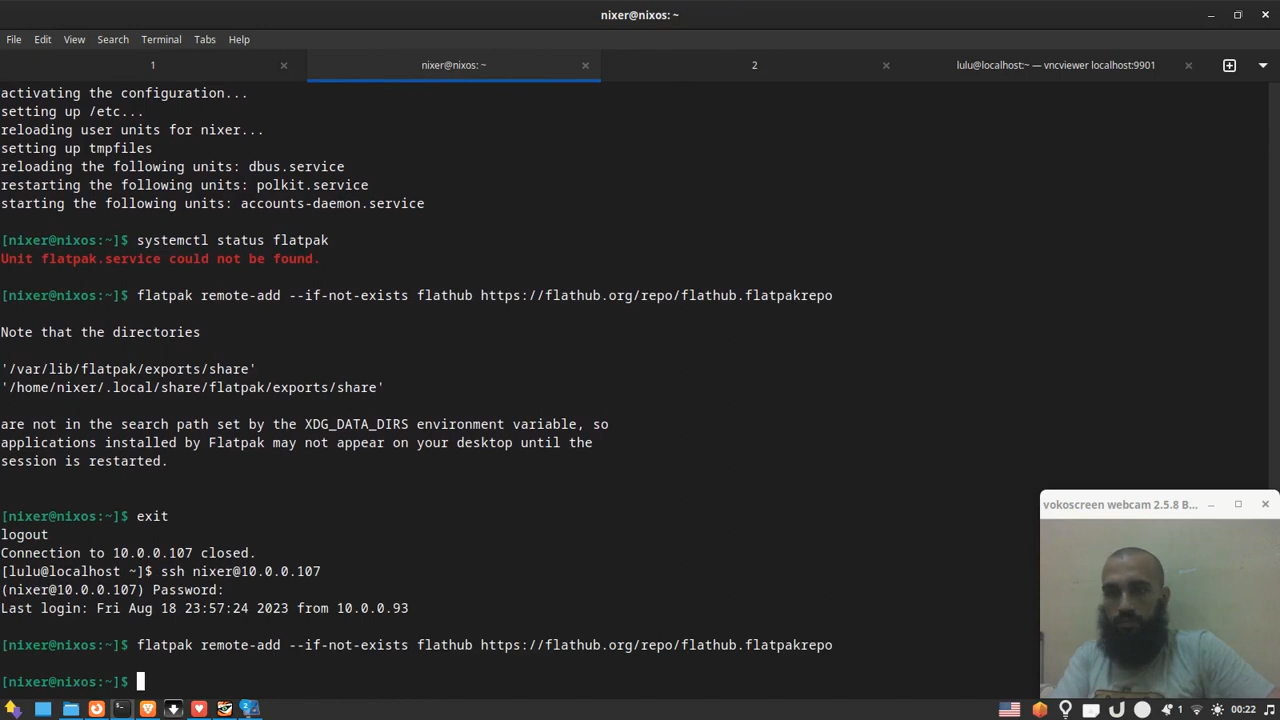 nixer@nixos: ~
File Edit View Search Terminal Tabs Help
1
nixer@nixos: ~
2
lulu@localhost:~ — vncviewer localhost:9901
activating the configuration...
setting up /etc...
reloading user units for nixer...
setting up tmpfiles
reloading the following units: dbus.service
restarting the following units: polkit.service
starting the following units: accounts-daemon.service
[nixer@nixos:~]$ systemctl status flatpak
Unit flatpak.service could not be found.
[nixer@nixos:~]$ flatpak remote-add --if-not-exists flathub https://flathub.org/repo/flathub.flatpakrepo
Note that the directories
'/var/lib/flatpak/exports/share'
'/home/nixer/.local/share/flatpak/exports/share'
are not in the search path set by the XDG_DATA_DIRS environment variable, so
applications installed by Flatpak may not appear on your desktop until the
session is restarted.
[nixer@nixos:~]$ exit
logout
Connection to 10.0.0.107 closed.
[lulu@localhost ~]$ ssh nixer@10.0.0.107
(nixer@10.0.0.107) Password:
Last login: Fri Aug 18 23:57:24 2023 from 10.0.0.93
[nixer@nixos:~]$ flatpak remote-add --if-not-exists flathub https://flathub.org/repo/flathub.flatpakrepo
[nixer@nixos:~]$
vokoscreen webcam 2.5.8 B...
2
1
00:22